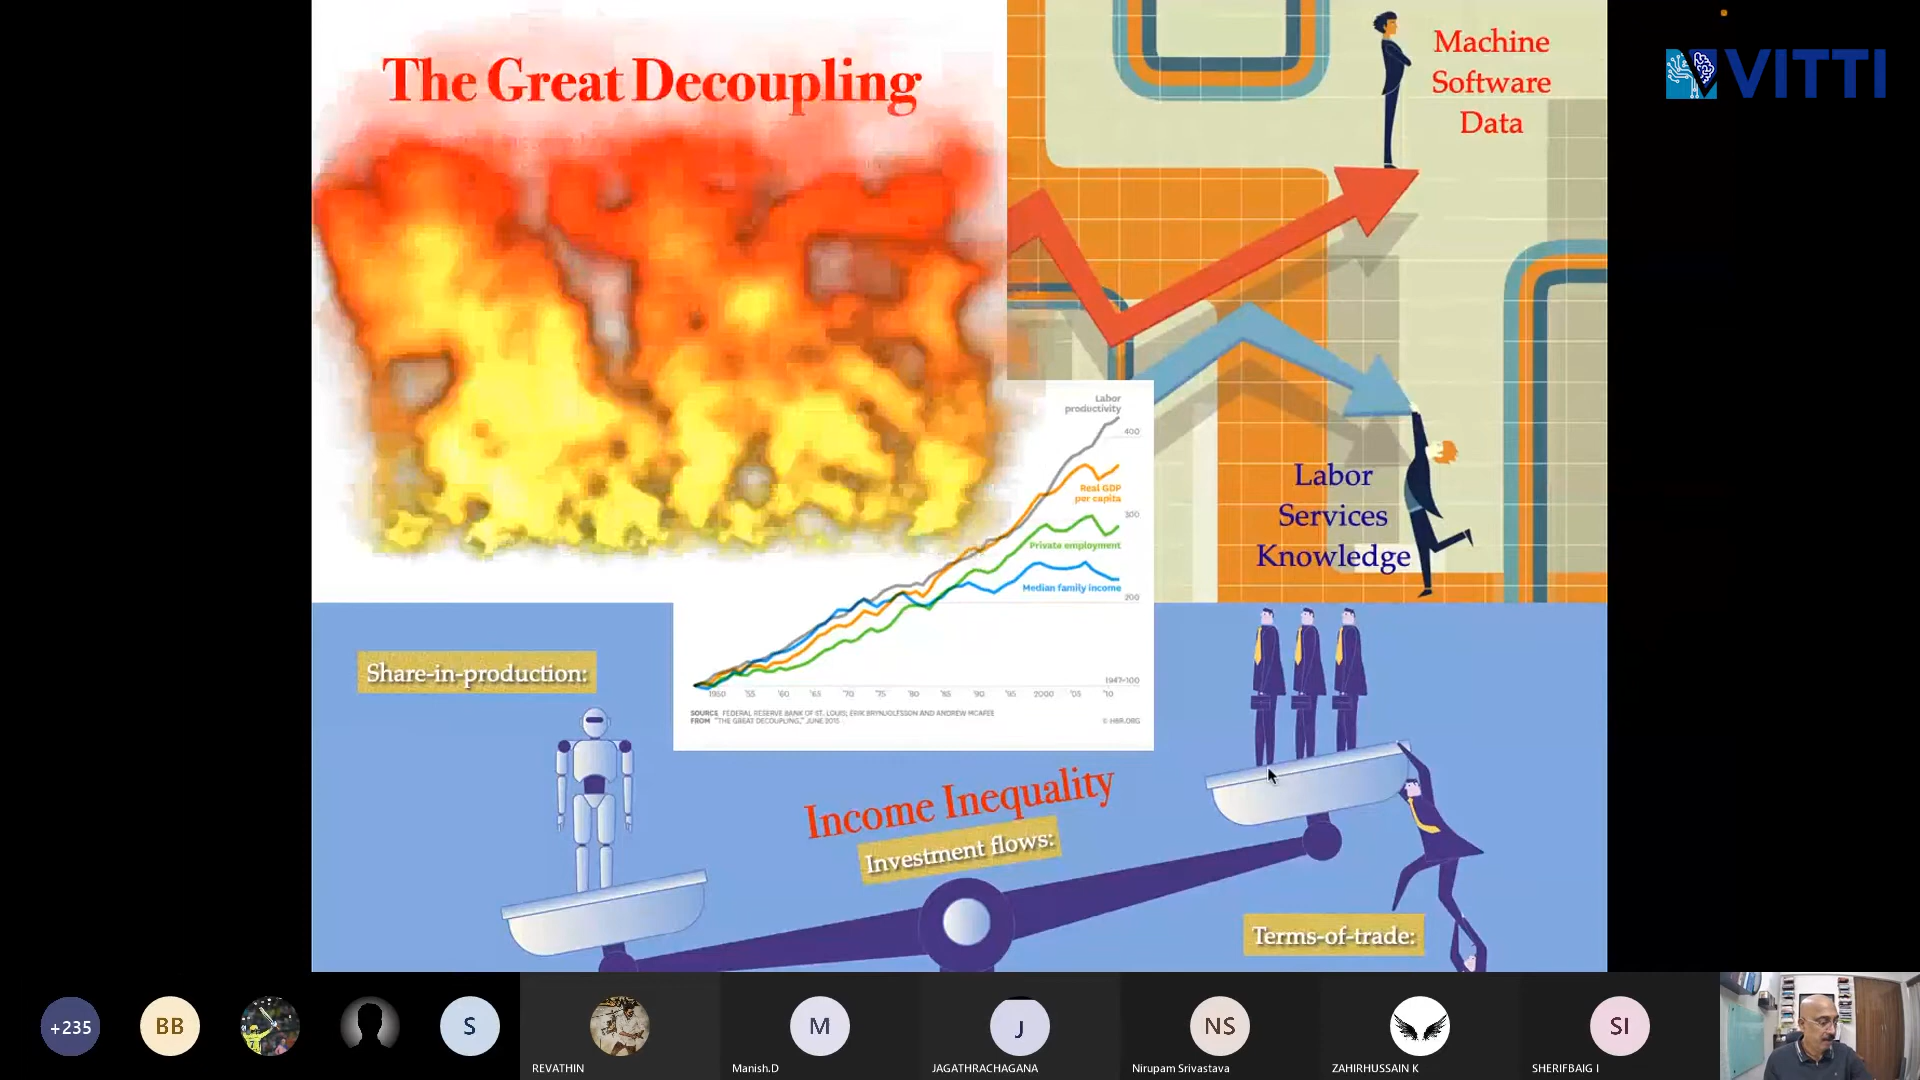 The Great Decoupling
Machine
Software
Data
VITTI
Labor
productivity
400
Real GDP
per capita
300
Private employment
Median family income
200
1947=100
1950 '55 '60 '65 '70 '75 '80 '85 '90 '95 2000 '05 '10
SOURCE FEDERAL RESERVE BANK OF ST. LOUIS; ERIK BRYNJOLFSSON AND ANDREW MCAFEE
FROM "THE GREAT DECOUPLING," JUNE 2015
© HBR.ORG
Labor
Services
Knowledge
Share-in-production:
Income Inequality
Investment flows:
Terms-of-trade:
+235
BB
S
REVATHIN
M
Manish.D
J
JAGATHRACHAGANA
NS
Nirupam Srivastava
ZAHIRHUSSAIN K
SI
SHERIFBAIG I